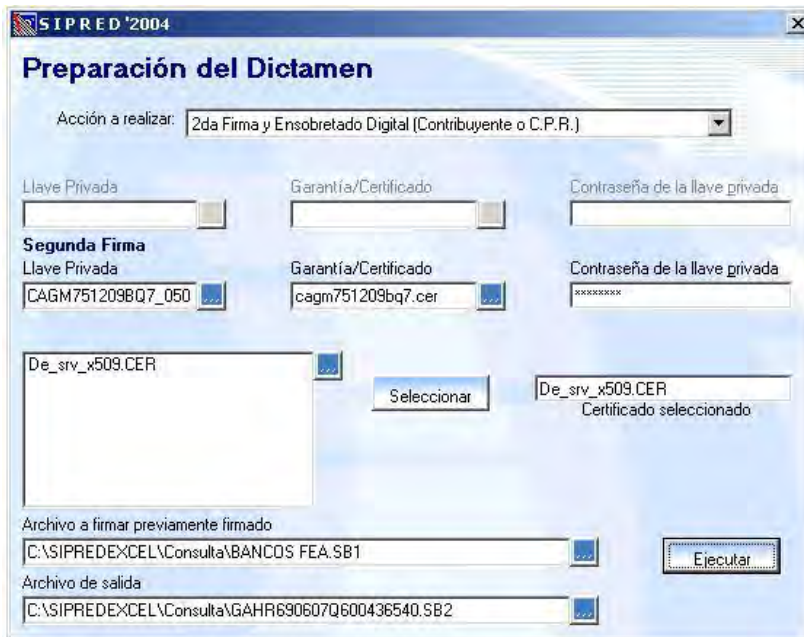 SIPRED'2004
Preparación del Dictamen
Acción a realizar: 2da Firma y Ensobretado Digital (Contribuyente o C.P.R.)
Llave Privada Garantía/Certificado Contraseña de la llave privada
Segunda Firma
Llave Privada Garantía/Certificado Contraseña de la llave privada
CAGM751209BQ7_050 ... cagm751209bq7.cer ... ********
De_srv_x509.CER ...
Seleccionar De_srv_x509.CER
Certificado seleccionado
Archivo a firmar previamente firmado
C:\SIPREDEXCEL\Consulta\BANCOS FEA.SB1 ... Ejecutar
Archivo de salida
C:\SIPREDEXCEL\Consulta\GAHR690607Q600436540.SB2 ...